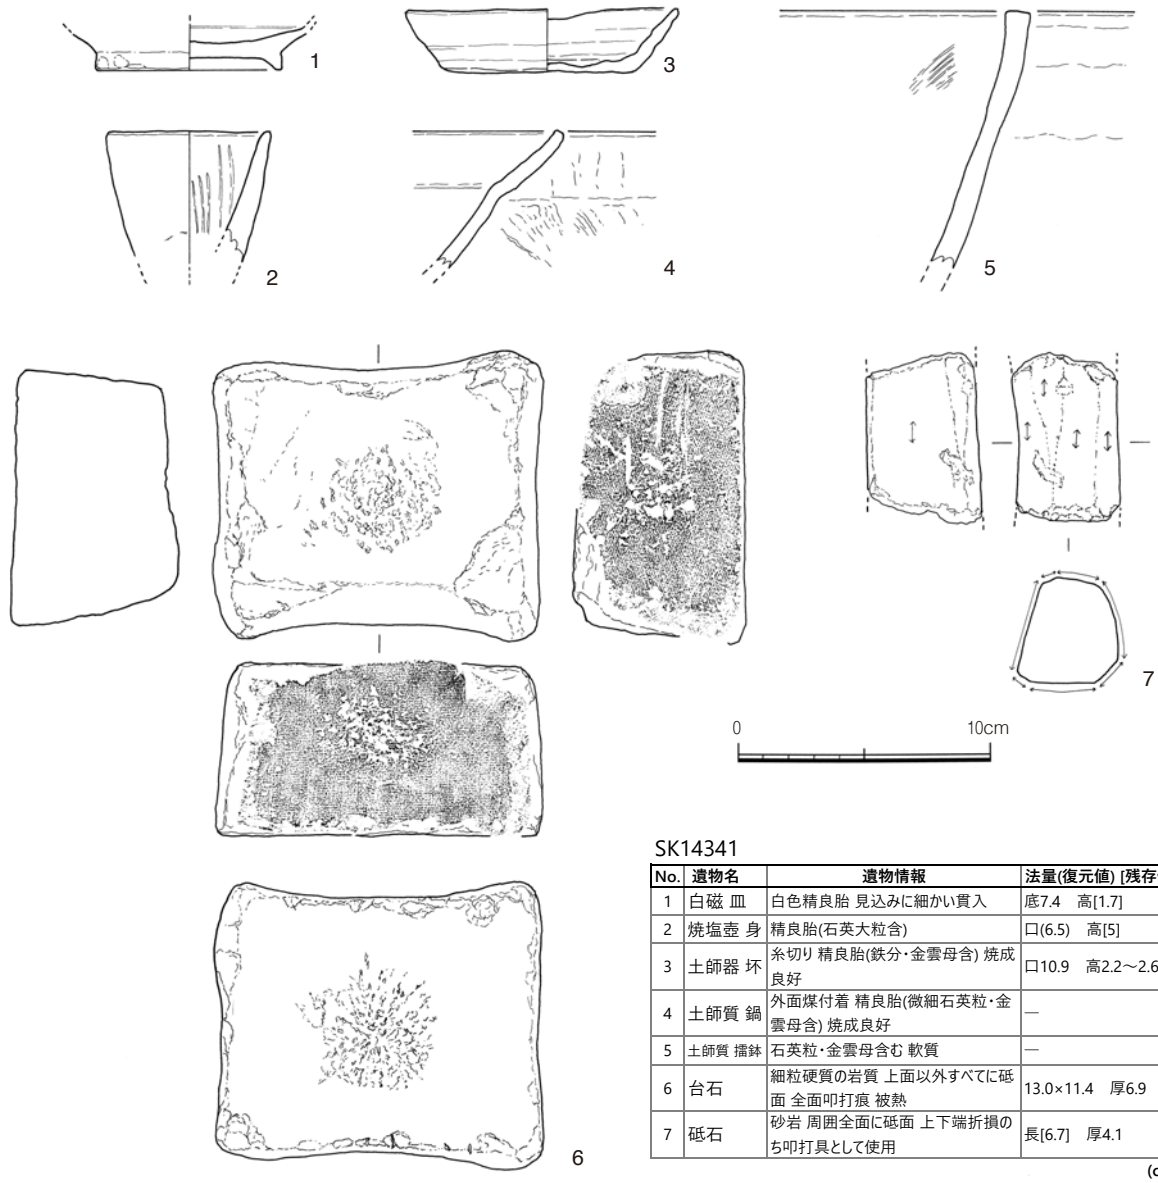 1
3
2
4
5
7
0 10cm
6
SK14341
No. 遺物名 遺物情報 法量(復元値) [残存
1 白磁 皿 白色精良胎 見込みに細かい貫入 底7.4 高[1.7]
2 焼塩壺 身 精良胎(石英大粒含) 口(6.5) 高[5]
3 土師器 坏 糸切り 精良胎(鉄分・金雲母含) 焼成
良好 口10.9 高2.2～2.6
4 土師質 鍋 外面煤付着 精良胎(微細石英粒・金
雲母含) 焼成良好 —
5 土師質 擂鉢 石英粒・金雲母含む 軟質 —
6 台石 細粒硬質の岩質 上面以外すべてに砥
面 全面叩打痕 被熱 13.0×11.4 厚6.9
7 砥石 砂岩 周囲全面に砥面 上下端折損の
ち叩打具として使用 長[6.7] 厚4.1